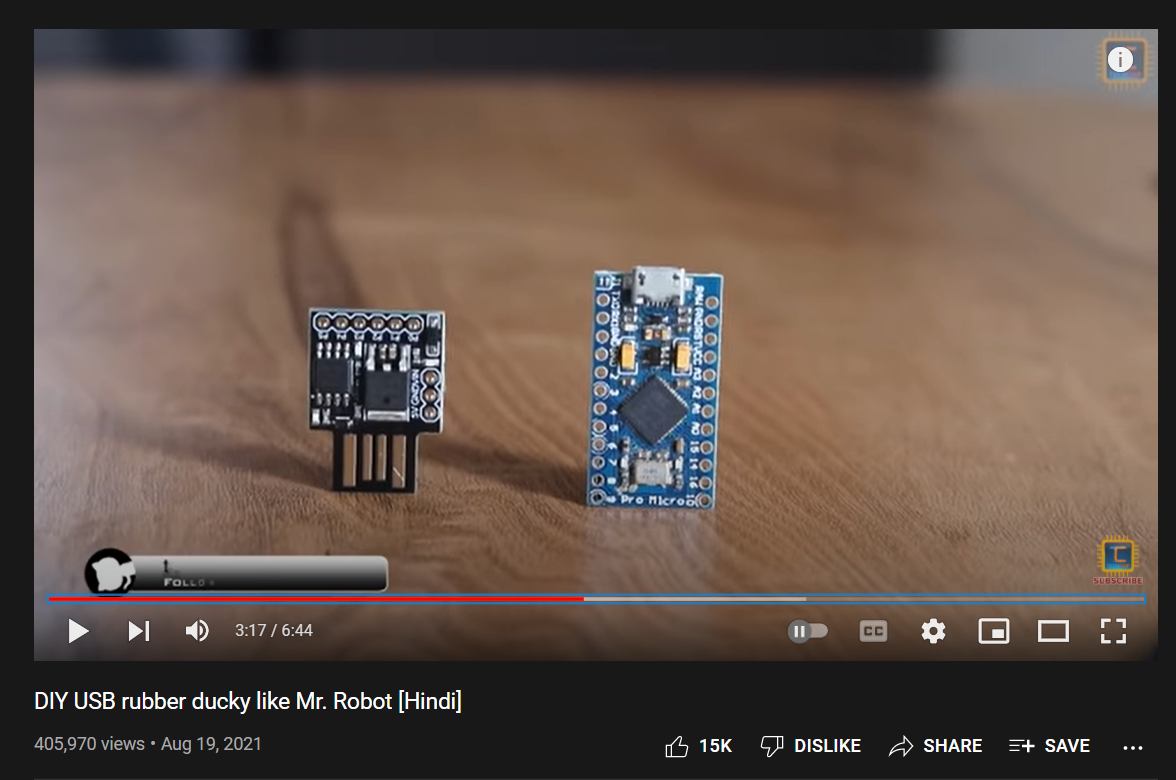 Pro Micro
FOLLO
SUBSCRIBE
3:17 / 6:44
CC
DIY USB rubber ducky like Mr. Robot [Hindi]
405,970 views • Aug 19, 2021
15K
DISLIKE
SHARE
SAVE